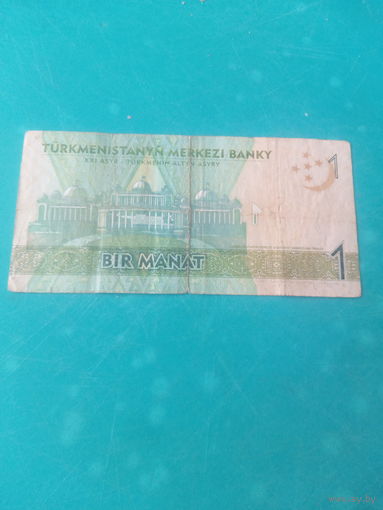 TÜRKMENISTANYŇ MERKEZI BANKY
XXI ASYR - TÜRKMENIŇ ALTYN ASYRY
1
BIR MANAT
1